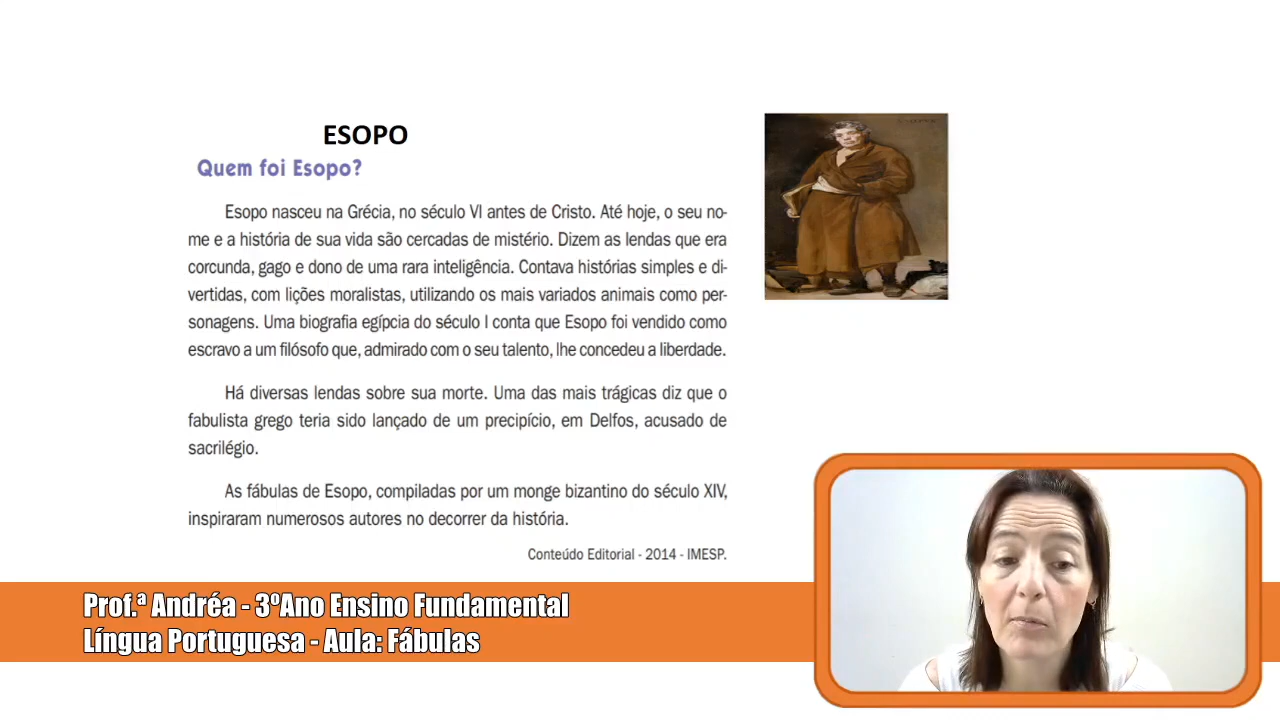 ESOPO
Quem foi Esopo?
Esopo nasceu na Grécia, no século VI antes de Cristo. Até hoje, o seu no-
me e a história de sua vida são cercadas de mistério. Dizem as lendas que era
corcunda, gago e dono de uma rara inteligência. Contava histórias simples e di-
vertidas, com lições moralistas, utilizando os mais variados animais como per-
sonagens. Uma biografia egípcia do século I conta que Esopo foi vendido como
escravo a um filósofo que, admirado com o seu talento, lhe concedeu a liberdade.
Há diversas lendas sobre sua morte. Uma das mais trágicas diz que o
fabulista grego teria sido lançado de um precipício, em Delfos, acusado de
sacrilégio.
As fábulas de Esopo, compiladas por um monge bizantino do século XIV,
inspiraram numerosos autores no decorrer da história.
Conteúdo Editorial - 2014 - IMESP.
Prof.ª Andréa - 3ºAno Ensino Fundamental
Língua Portuguesa - Aula: Fábulas